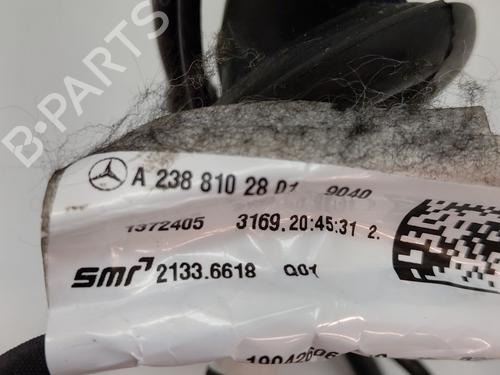 B-PARTS
A 238 810 28 01 9040
1372405 3169.20:45:31 2.
smr 2133.6618 Q01